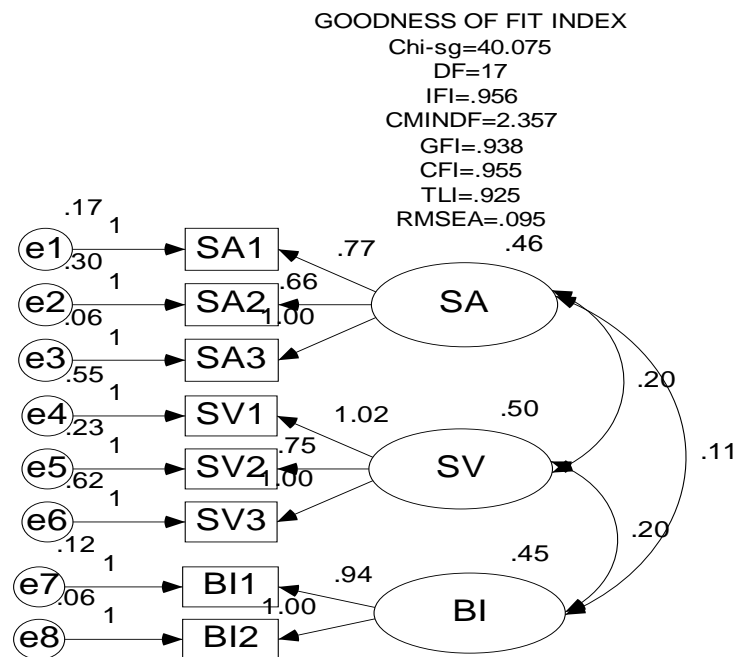 GOODNESS OF FIT INDEX
Chi-sg=40.075
DF=17
IFI=.956
CMINDF=2.357
GFI=.938
CFI=.955
TLI=.925
RMSEA=.095
.17
1
e1
SA1
.77
.46
.30
1
e2
SA2
.66
SA
.06
1
e3
SA3
1.00
.20
.55
1
e4
SV1
1.02
.50
.11
.23
1
e5
SV2
.75
SV
.62
1
e6
SV3
1.00
.20
.12
1
e7
BI1
.94
.45
.06
1
e8
BI2
1.00
BI